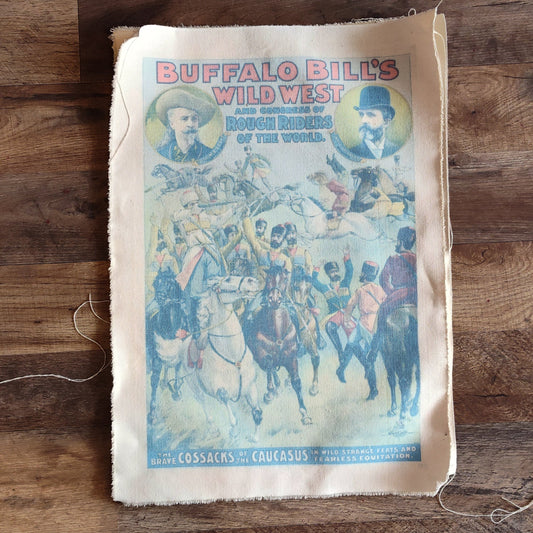 BUFFALO BILL'S
WILD WEST
AND CONGRESS OF
ROUGH RIDERS
OF THE WORLD.
THE BRAVE COSSACKS OF THE CAUCASUS IN WILD STRANGE FEATS AND FEARLESS EQUITATION.